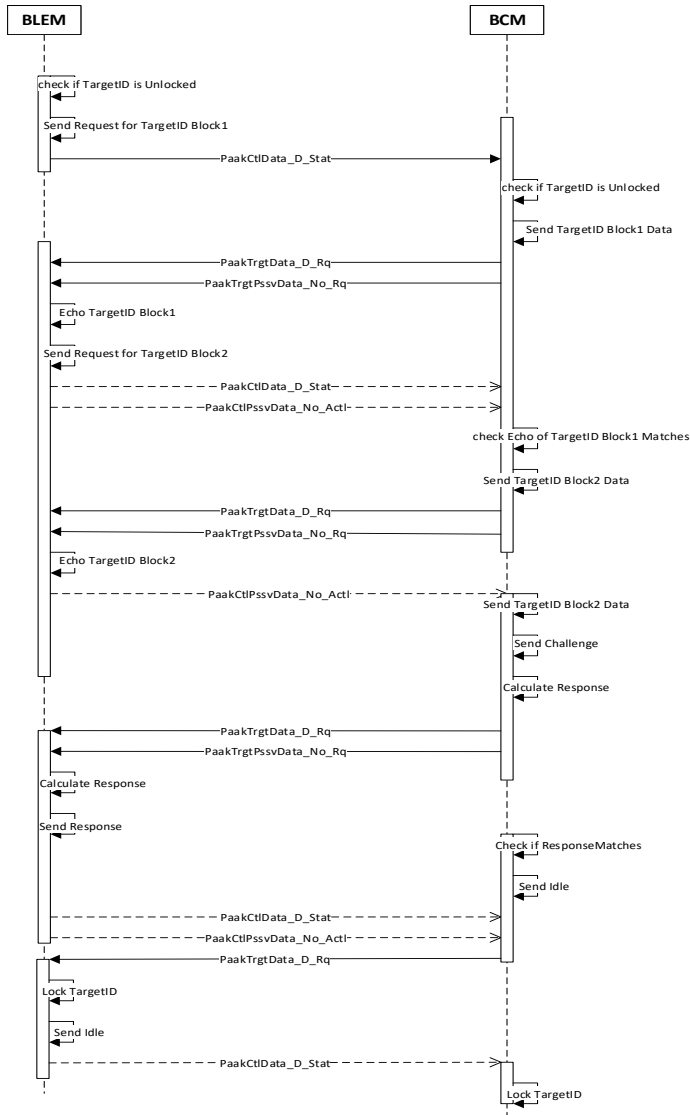 BLEM
BCM
check if TargetID is Unlocked
Send Request for TargetID Block1
PaakCtlData_D_Stat
check if TargetID is Unlocked
Send TargetID Block1 Data
PaakTrgtData_D_Rq
PaakTrgtPssvData_No_Rq
Echo TargetID Block1
Send Request for TargetID Block2
PaakCtlData_D_Stat
PaakCtlPssvData_No_Actl
check Echo of TargetID Block1 Matches
Send TargetID Block2 Data
PaakTrgtData_D_Rq
PaakTrgtPssvData_No_Rq
Echo TargetID Block2
PaakCtlPssvData_No_Actl
Send TargetID Block2 Data
Send Challenge
Calculate Response
PaakTrgtData_D_Rq
PaakTrgtPssvData_No_Rq
Calculate Response
Send Response
Check if ResponseMatches
Send Idle
PaakCtlData_D_Stat
PaakCtlPssvData_No_Actl
PaakTrgtData_D_Rq
Lock TargetID
Send Idle
PaakCtlData_D_Stat
Lock TargetID